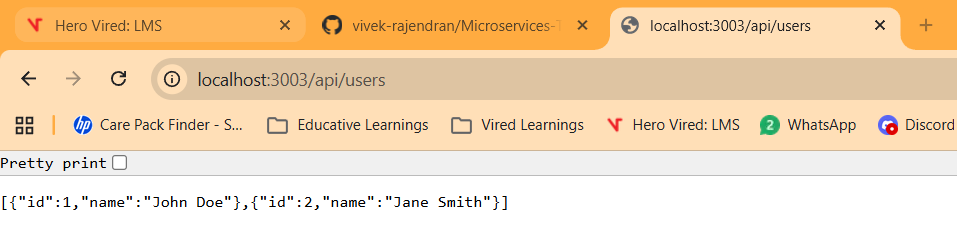 Hero Vired: LMS
vivek-rajendran/Microservices-T
localhost:3003/api/users
localhost:3003/api/users
Care Pack Finder - S...
Educative Learnings
Vired Learnings
Hero Vired: LMS
2
WhatsApp
Discord
Pretty print
[{"id":1,"name":"John Doe"},{"id":2,"name":"Jane Smith"}]